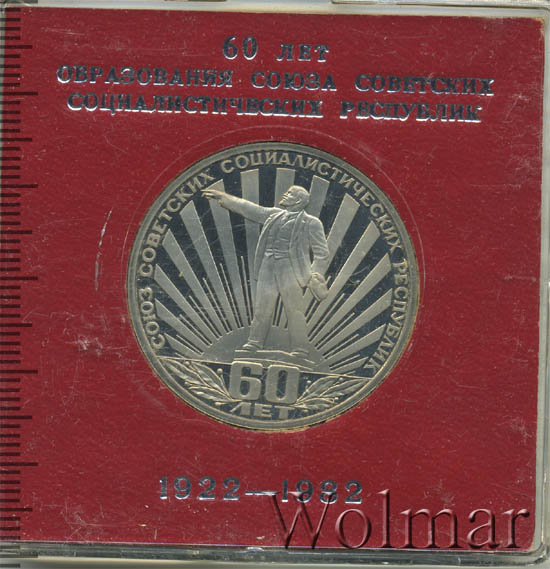 60 ЛЕТ
ОБРАЗОВАНИЯ СОЮЗА СОВЕТСКИХ
СОЦИАЛИСТИЧЕСКИХ РЕСПУБЛИК
СОЮЗ СОВЕТСКИХ СОЦИАЛИСТИЧЕСКИХ РЕСПУБЛИК
60
ЛЕТ
1922—1982
Wolmar